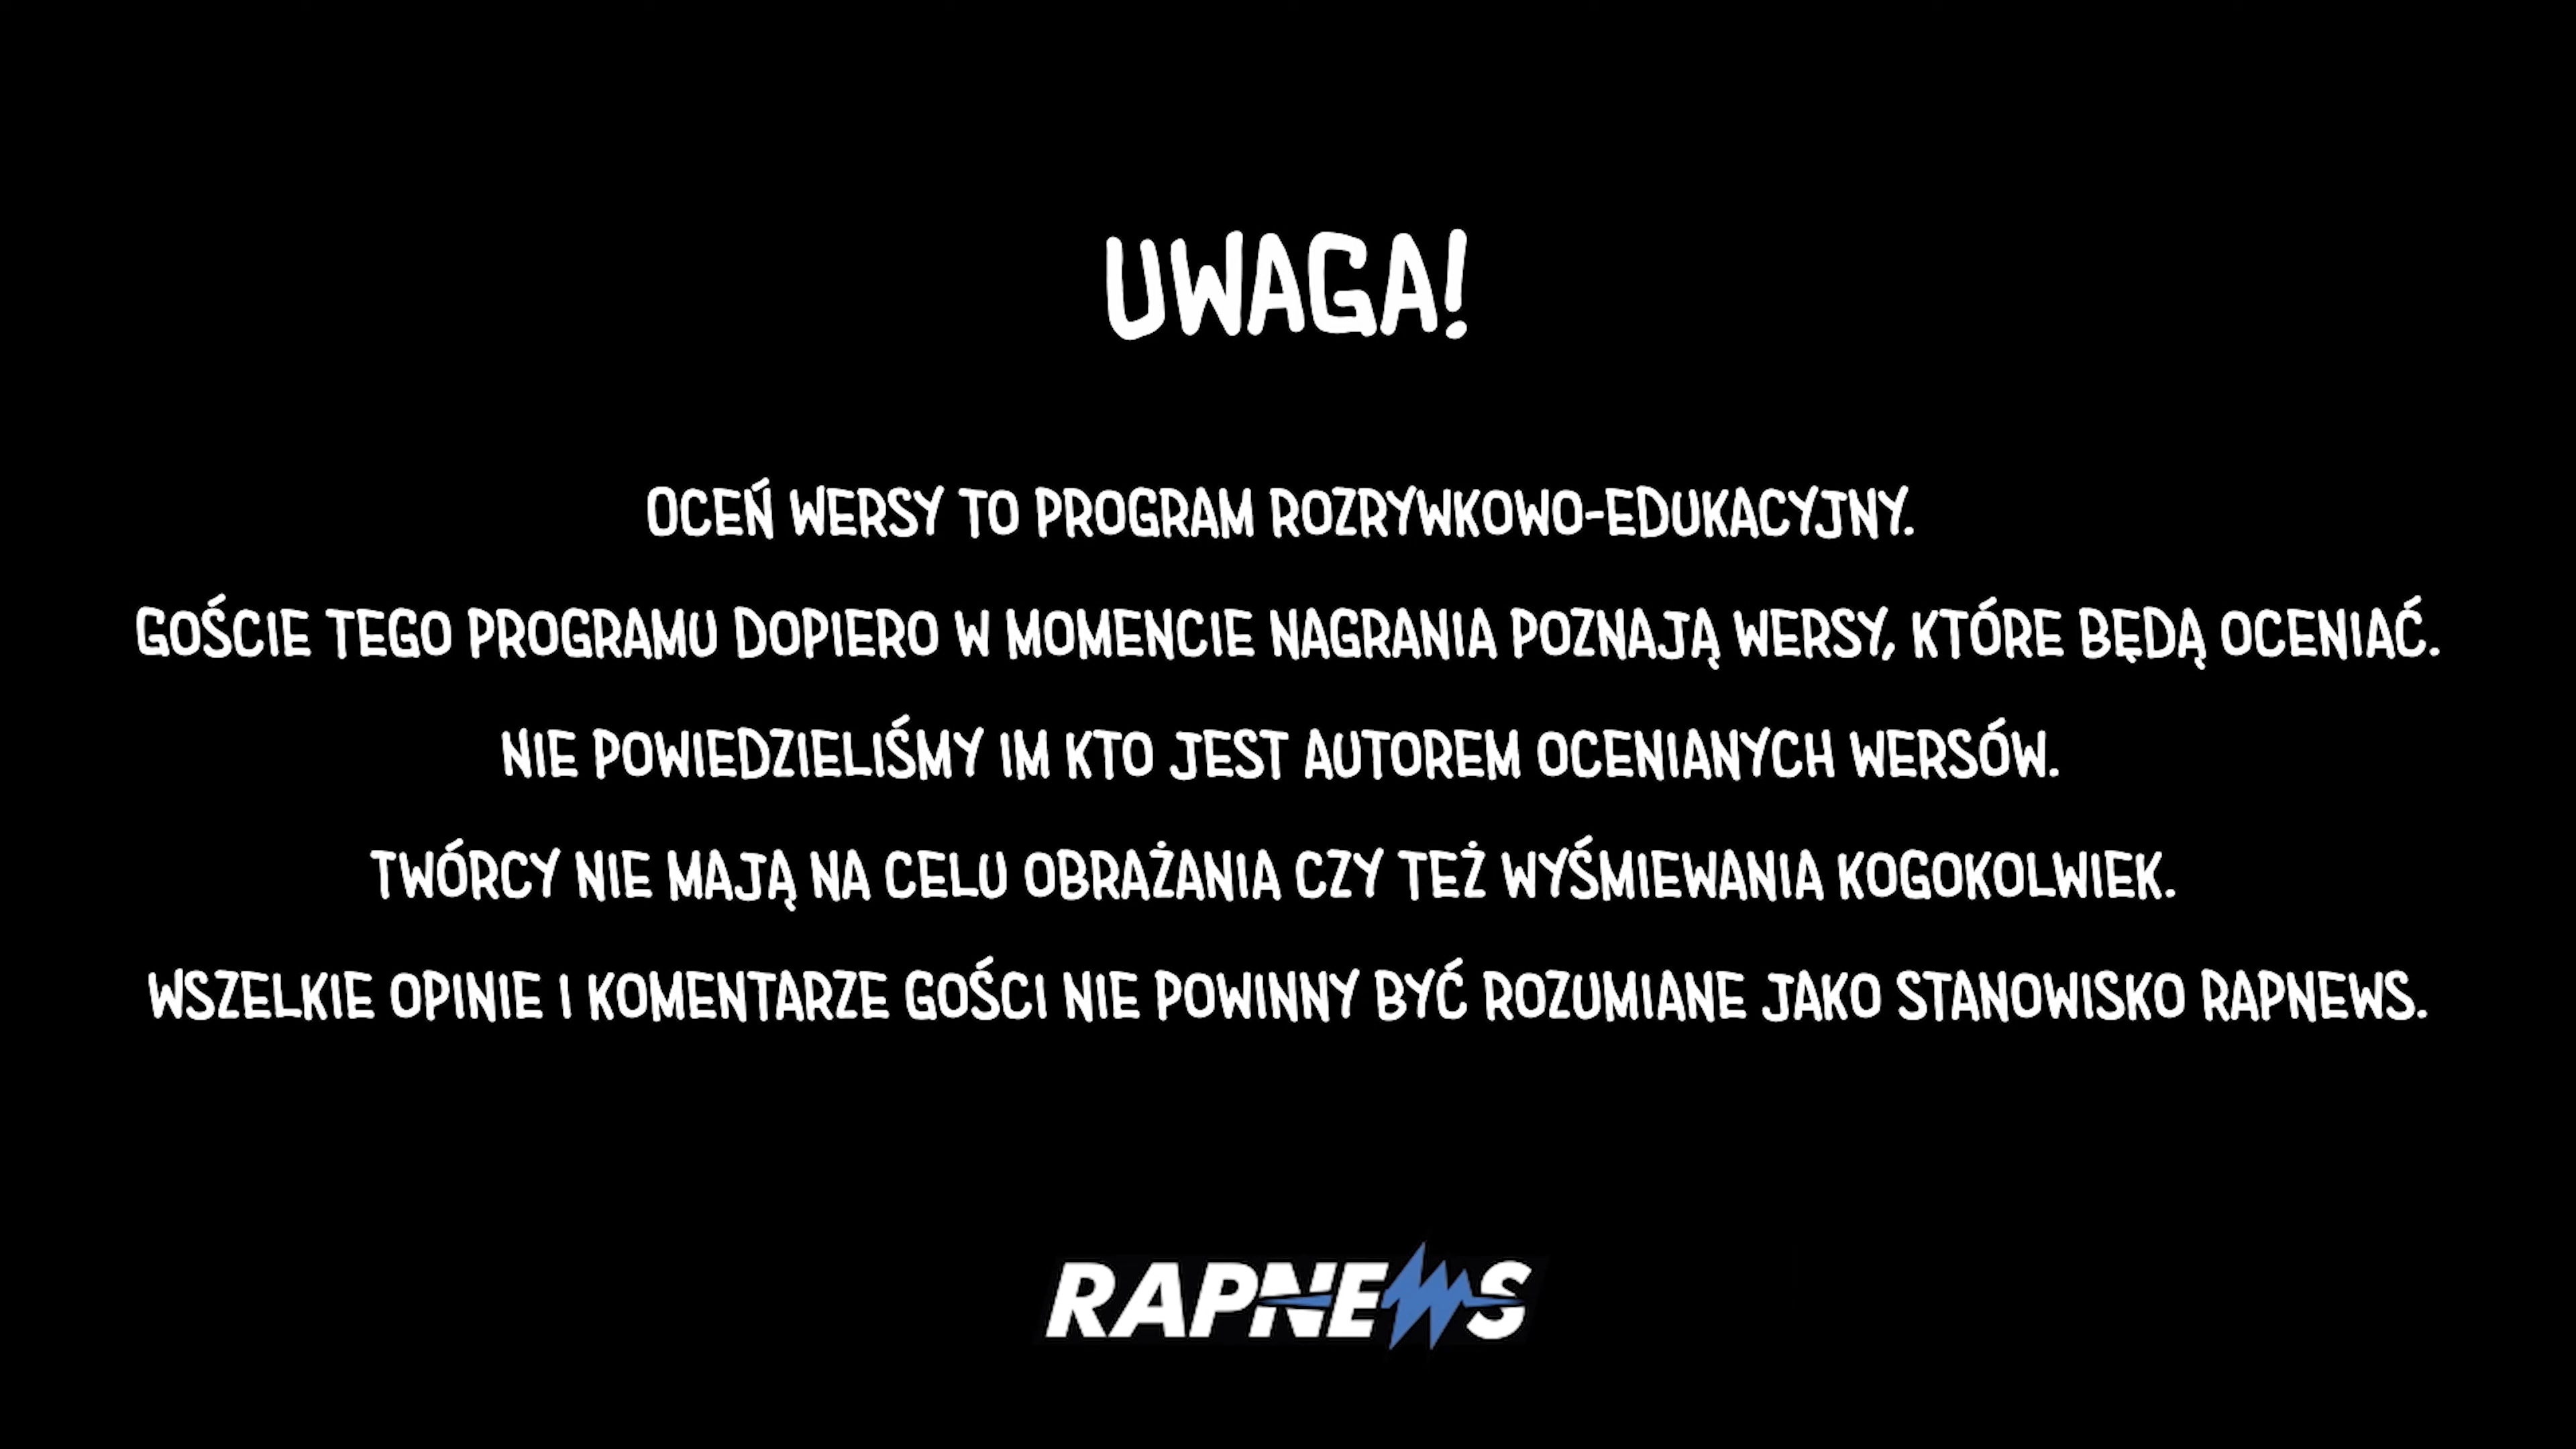 UWAGA!
OCEŃ WERSY TO PROGRAM ROZRYWKOWO-EDUKACYJNY.
GOŚCIE TEGO PROGRAMU DOPIERO W MOMENCIE NAGRANIA POZNAJĄ WERSY, KTÓRE BĘDĄ OCENIAĆ.
NIE POWIEDZIELIŚMY IM KTO JEST AUTOREM OCENIANYCH WERSÓW.
TWÓRCY NIE MAJĄ NA CELU OBRAŻANIA CZY TEŻ WYŚMIEWANIA KOGOKOLWIEK.
WSZELKIE OPINIE I KOMENTARZE GOŚCI NIE POWINNY BYĆ ROZUMIANE JAKO STANOWISKO RAPNEWS.
RAPNEWS